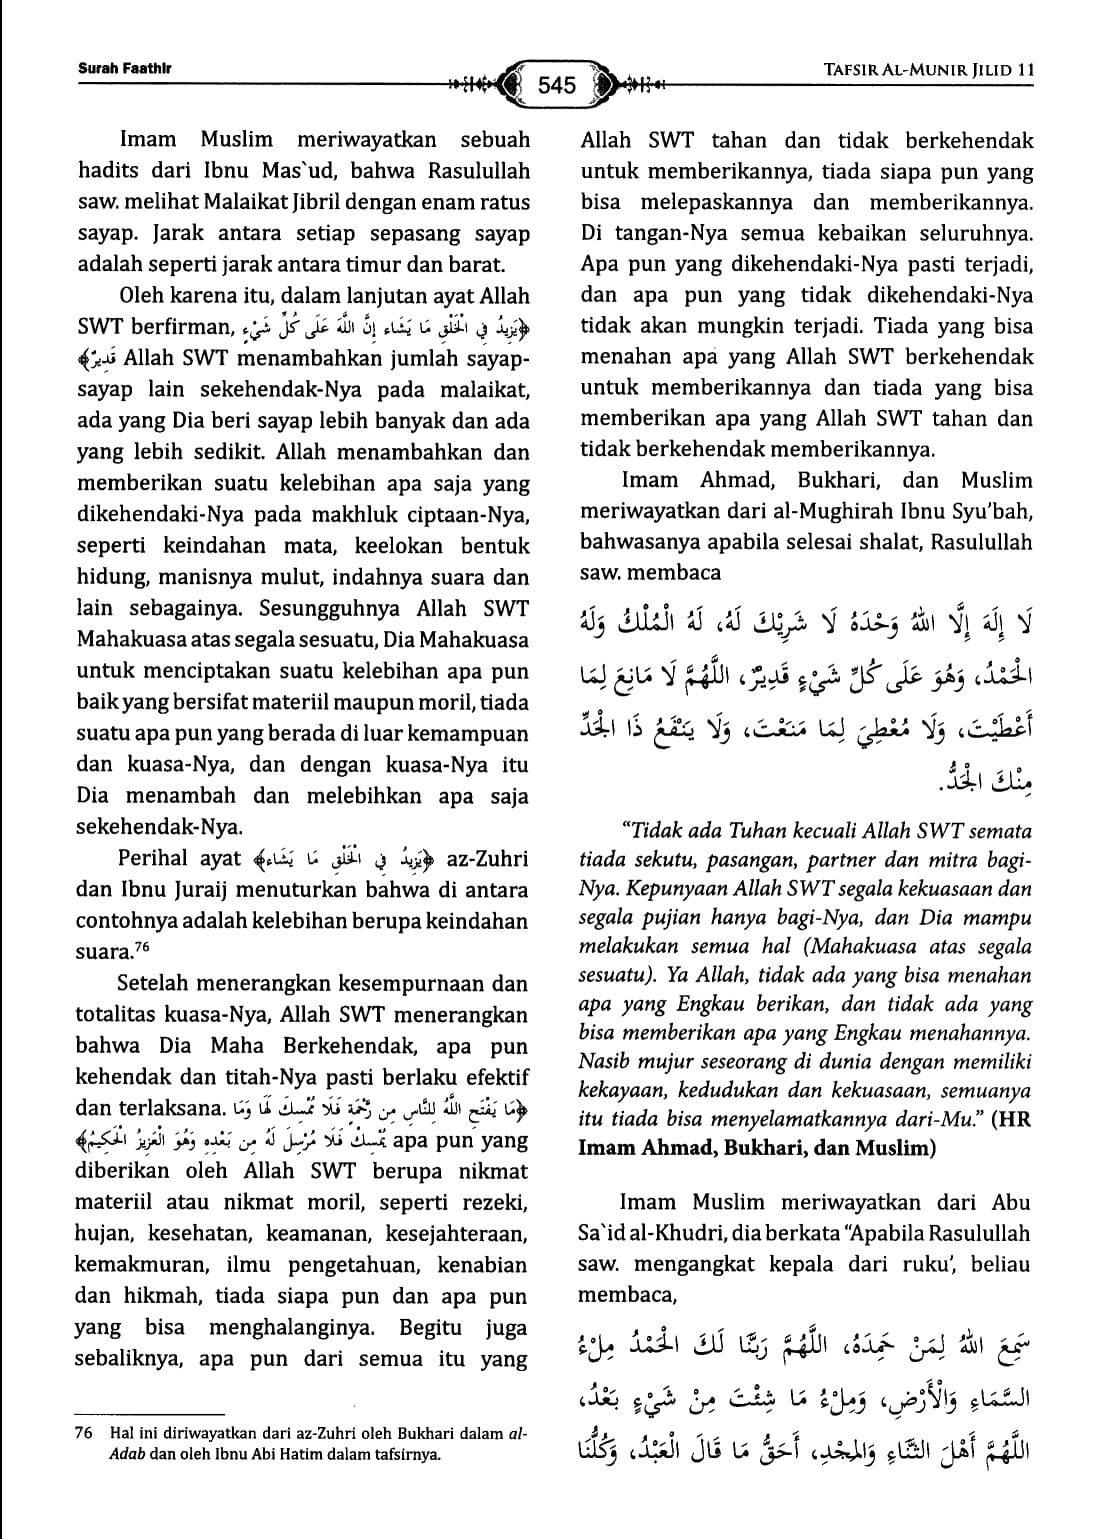 Surah Faathir
545
TAFSIR AL-MUNIR JILID 11
Imam Muslim meriwayatkan sebuah
hadits dari Ibnu Mas`ud, bahwa Rasulullah
saw. melihat Malaikat Jibril dengan enam ratus
sayap. Jarak antara setiap sepasang sayap
adalah seperti jarak antara timur dan barat.
Oleh karena itu, dalam lanjutan ayat Allah
SWT berfirman, ﴿يَزِيدُ فِي الْخَلْقِ مَا يَشَاء إِنَّ اللَّهَ عَلَى كُلِّ شَيْءٍ
قَدِيرٌ﴾ Allah SWT menambahkan jumlah sayap-
sayap lain sekehendak-Nya pada malaikat,
ada yang Dia beri sayap lebih banyak dan ada
yang lebih sedikit. Allah menambahkan dan
memberikan suatu kelebihan apa saja yang
dikehendaki-Nya pada makhluk ciptaan-Nya,
seperti keindahan mata, keelokan bentuk
hidung, manisnya mulut, indahnya suara dan
lain sebagainya. Sesungguhnya Allah SWT
Mahakuasa atas segala sesuatu, Dia Mahakuasa
untuk menciptakan suatu kelebihan apa pun
baik yang bersifat materiil maupun moril, tiada
suatu apa pun yang berada di luar kemampuan
dan kuasa-Nya, dan dengan kuasa-Nya itu
Dia menambah dan melebihkan apa saja
sekehendak-Nya.
Perihal ayat ﴿يَزِيدُ فِي الْخَلْقِ مَا يَشَاء﴾ az-Zuhri
dan Ibnu Juraij menuturkan bahwa di antara
contohnya adalah kelebihan berupa keindahan
suara.76
Setelah menerangkan kesempurnaan dan
totalitas kuasa-Nya, Allah SWT menerangkan
bahwa Dia Maha Berkehendak, apa pun
kehendak dan titah-Nya pasti berlaku efektif
dan terlaksana. ﴿مَا يَفْتَحِ اللَّهُ لِلنَّاسِ مِن رَّحْمَةٍ فَلَا مُمْسِكَ لَهَا وَمَا
يُمْسِكْ فَلَا مُرْسِلَ لَهُ مِن بَعْدِهِ وَهُوَ الْعَزِيزُ الْحَكِيمُ﴾ apa pun yang
diberikan oleh Allah SWT berupa nikmat
materiil atau nikmat moril, seperti rezeki,
hujan, kesehatan, keamanan, kesejahteraan,
kemakmuran, ilmu pengetahuan, kenabian
dan hikmah, tiada siapa pun dan apa pun
yang bisa menghalanginya. Begitu juga
sebaliknya, apa pun dari semua itu yang
76 Hal ini diriwayatkan dari az-Zuhri oleh Bukhari dalam al-
Adab dan oleh Ibnu Abi Hatim dalam tafsirnya.
Allah SWT tahan dan tidak berkehendak
untuk memberikannya, tiada siapa pun yang
bisa melepaskannya dan memberikannya.
Di tangan-Nya semua kebaikan seluruhnya.
Apa pun yang dikehendaki-Nya pasti terjadi,
dan apa pun yang tidak dikehendaki-Nya
tidak akan mungkin terjadi. Tiada yang bisa
menahan apa yang Allah SWT berkehendak
untuk memberikannya dan tiada yang bisa
memberikan apa yang Allah SWT tahan dan
tidak berkehendak memberikannya.
Imam Ahmad, Bukhari, dan Muslim
meriwayatkan dari al-Mughirah Ibnu Syu’bah,
bahwasanya apabila selesai shalat, Rasulullah
saw. membaca
لَا إِلَهَ إِلَّا اللهُ وَحْدَهُ لَا شَرِيْكَ لَهُ، لَهُ الْمُلْكُ وَلَهُ
الْحَمْدُ، وَهُوَ عَلَى كُلِّ شَيْءٍ قَدِيْرٌ، اللَّهُمَّ لَا مَانِعَ لِمَا
أَعْطَيْتَ، وَلَا مُعْطِيَ لِمَا مَنَعْتَ، وَلَا يَنْفَعُ ذَا الْجَدِّ
مِنْكَ الْجَدُّ.
“Tidak ada Tuhan kecuali Allah SWT semata
tiada sekutu, pasangan, partner dan mitra bagi-
Nya. Kepunyaan Allah SWT segala kekuasaan dan
segala pujian hanya bagi-Nya, dan Dia mampu
melakukan semua hal (Mahakuasa atas segala
sesuatu). Ya Allah, tidak ada yang bisa menahan
apa yang Engkau berikan, dan tidak ada yang
bisa memberikan apa yang Engkau menahannya.
Nasib mujur seseorang di dunia dengan memiliki
kekayaan, kedudukan dan kekuasaan, semuanya
itu tiada bisa menyelamatkannya dari-Mu.” (HR
Imam Ahmad, Bukhari, dan Muslim)
Imam Muslim meriwayatkan dari Abu
Sa`id al-Khudri, dia berkata “Apabila Rasulullah
saw. mengangkat kepala dari ruku’, beliau
membaca,
سَمِعَ اللهُ لِمَنْ حَمِدَهُ، اللَّهُمَّ رَبَّنَا لَكَ الْحَمْدُ مِلْءُ
السَّمَاءِ وَالْأَرْضِ، وَمِلْءُ مَا شِئْتَ مِنْ شَيْءٍ بَعْدُ،
اللَّهُمَّ أَهْلَ الثَّنَاءِ وَالْمَجْدِ، أَحَقُّ مَا قَالَ الْعَبْدُ، وَكُلُّنَا